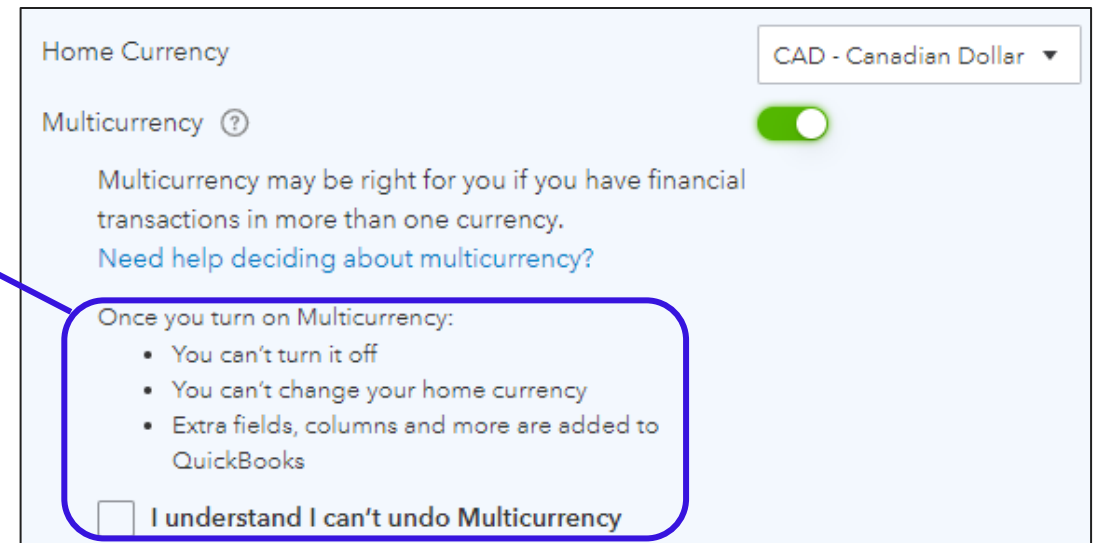 Home Currency
CAD - Canadian Dollar
Multicurrency ?
Multicurrency may be right for you if you have financial
transactions in more than one currency.
Need help deciding about multicurrency?
Once you turn on Multicurrency:
• You can't turn it off
• You can't change your home currency
• Extra fields, columns and more are added to
QuickBooks
I understand I can't undo Multicurrency